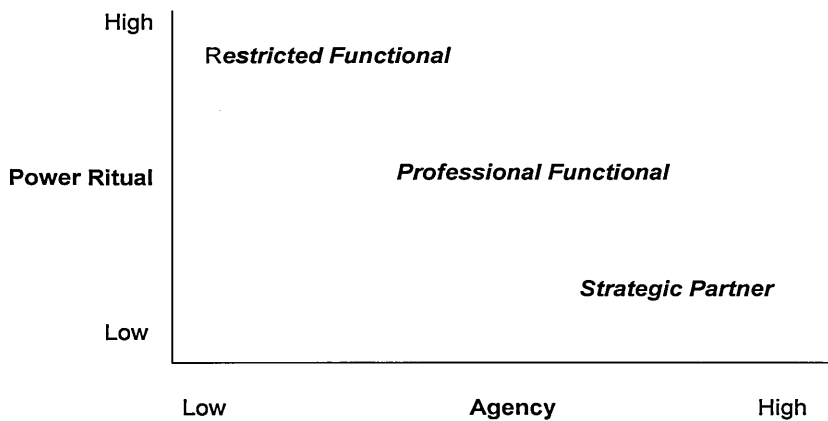 High
Restricted Functional
Power Ritual
Professional Functional
Strategic Partner
Low
Low Agency High